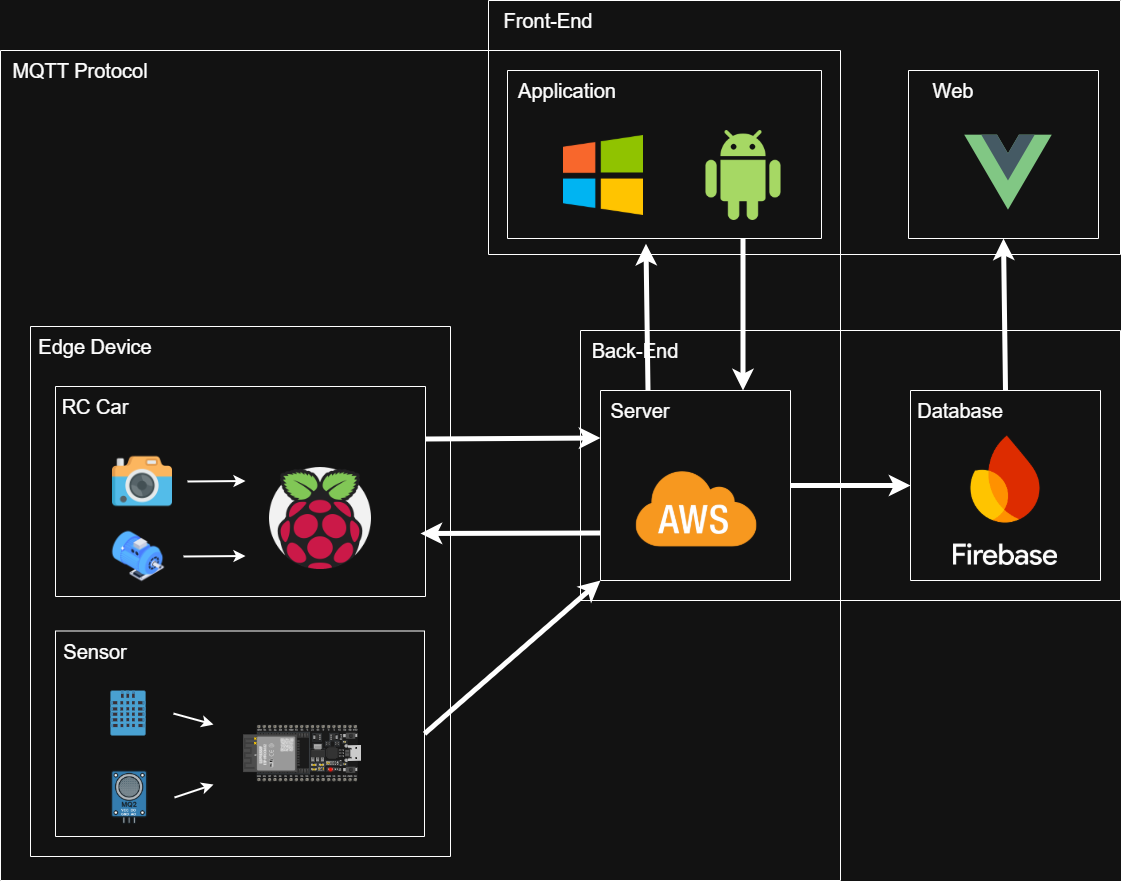 Front-End
MQTT Protocol
Application
Web
Edge Device
Back-End
RC Car
Server
Database
AWS
Firebase
Sensor
MQ2